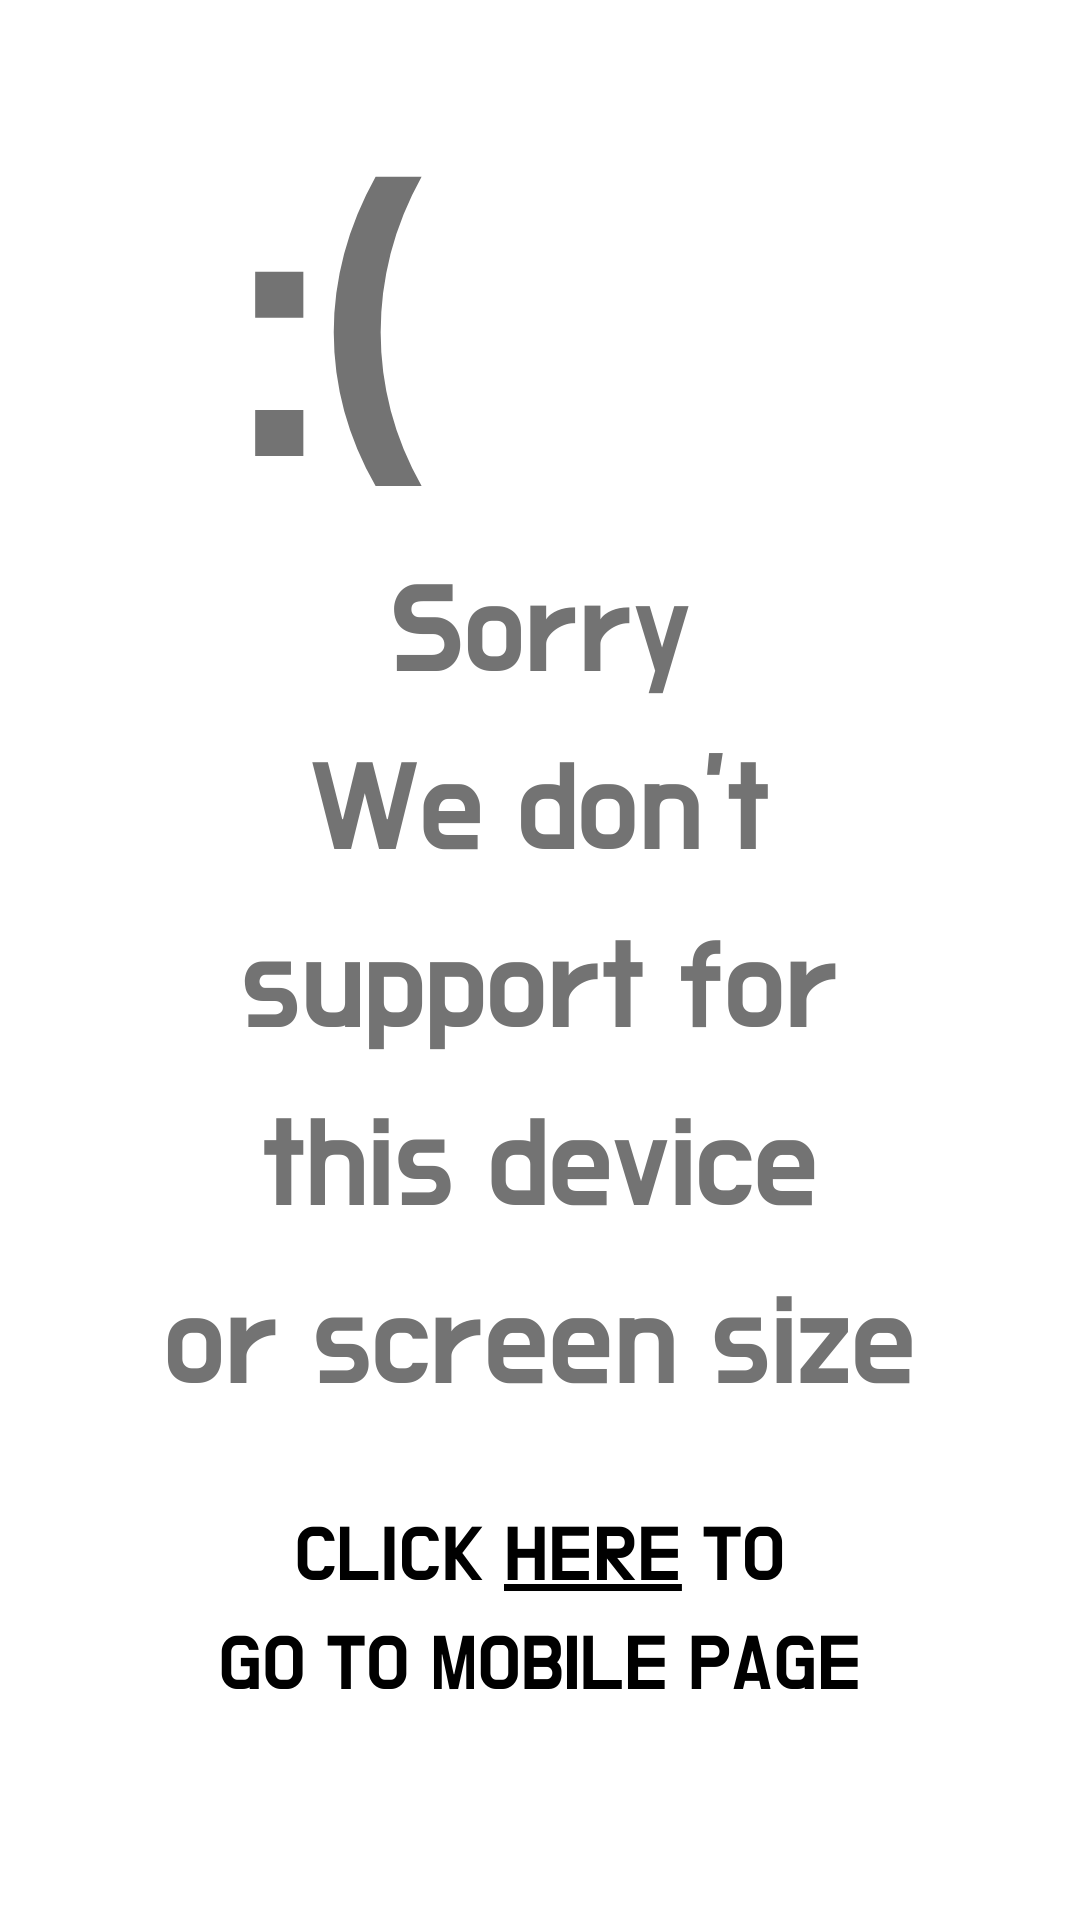 :(
Sorry
We don't
support for
this device
or screen size
CLICK HERE TO
GO TO MOBILE PAGE